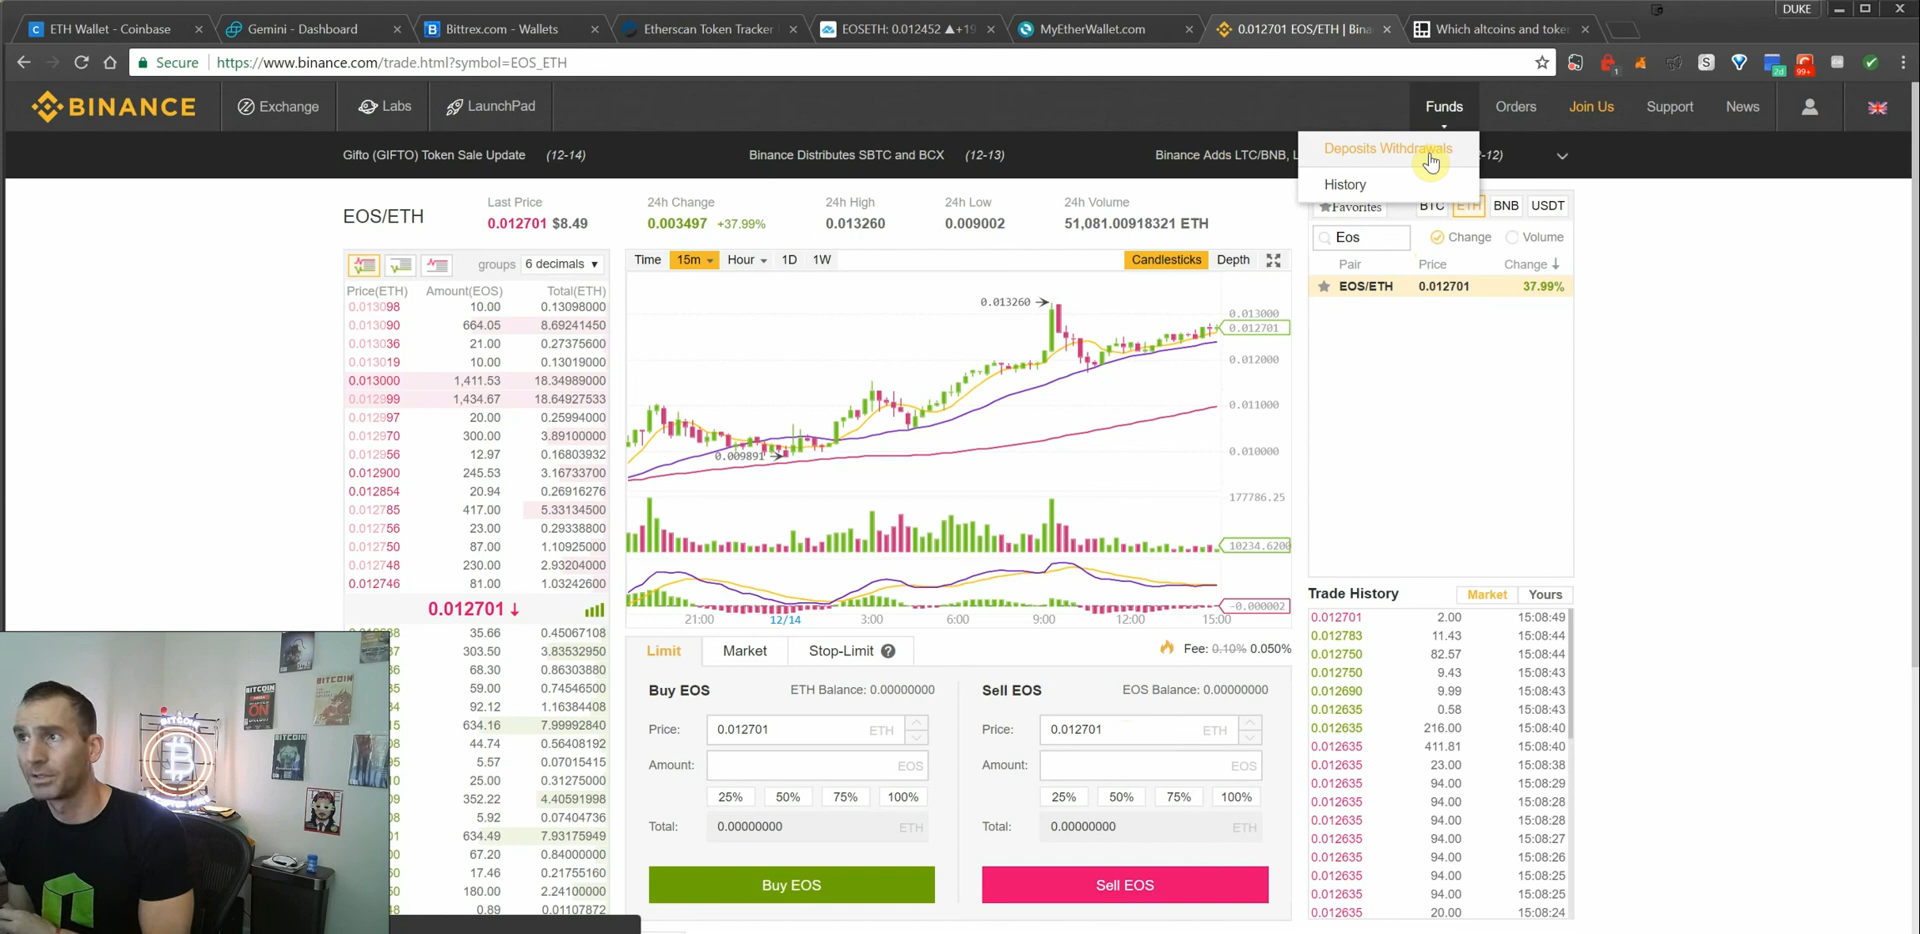 DUKE
ETH Wallet - Coinbase
Gemini - Dashboard
Bittrex.com - Wallets
Etherscan Token Tracker
EOSETH: 0.012452 ▲+19
MyEtherWallet.com
0.012701 EOS/ETH | Bina
Which altcoins and token
Secure https://www.binance.com/trade.html?symbol=EOS_ETH
BINANCE
Exchange
Labs
LaunchPad
Funds
Orders
Join Us
Support
News
Deposits Withdrawals
History
Gifto (GIFTO) Token Sale Update (12-14)
Binance Distributes SBTC and BCX (12-13)
Binance Adds LTC/BNB, L
EOS/ETH
Last Price
0.012701 $8.49
24h Change
0.003497 +37.99%
24h High
0.013260
24h Low
0.009002
24h Volume
51,081.00918321 ETH
groups 6 decimals ▼
Price(ETH) Amount(EOS) Total(ETH)
0.013098 10.00 0.13098000
0.013090 664.05 8.69241450
0.013036 21.00 0.27375600
0.013019 10.00 0.13019000
0.013000 1,411.53 18.34989000
0.012999 1,434.67 18.64927533
0.012997 20.00 0.25994000
0.012970 300.00 3.89100000
0.012956 12.97 0.16803932
0.012900 245.53 3.16733700
0.012854 20.94 0.26916276
0.012785 417.00 5.33134500
0.012756 23.00 0.29338800
0.012750 87.00 1.10925000
0.012748 230.00 2.93204000
0.012746 81.00 1.03242600
0.012701↓
35.66 0.45067108
303.50 3.83532950
68.30 0.86303880
59.00 0.74546500
92.12 1.16384408
634.16 7.99992840
44.74 0.56408192
5.57 0.07015415
25.00 0.31275000
352.22 4.40591998
5.92 0.07404736
634.49 7.93175949
67.20 0.84000000
17.46 0.21755160
180.00 2.24100000
0.89 0.01107872
Time 15m Hour 1D 1W
Candlesticks Depth
0.013260
0.009891
0.013000
0.012701
0.012000
0.011000
0.010000
177786.25
10234.6200
-0.000002
21:00 12/14 3:00 6:00 9:00 12:00 15:00
Limit Market Stop-Limit ?
Fee: 0.10% 0.050%
Buy EOS ETH Balance: 0.00000000
Price: 0.012701 ETH
Amount: EOS
25% 50% 75% 100%
Total: 0.00000000 ETH
Buy EOS
Sell EOS EOS Balance: 0.00000000
Price: 0.012701 ETH
Amount: EOS
25% 50% 75% 100%
Total: 0.00000000 ETH
Sell EOS
Favorites BTC ETH BNB USDT
Eos
Change Volume
Pair Price Change
EOS/ETH 0.012701 37.99%
Trade History Market Yours
0.012701 2.00 15:08:49
0.012783 11.43 15:08:44
0.012750 82.57 15:08:44
0.012750 9.43 15:08:43
0.012690 9.99 15:08:43
0.012635 0.58 15:08:43
0.012635 216.00 15:08:40
0.012635 411.81 15:08:40
0.012635 23.00 15:08:38
0.012635 94.00 15:08:29
0.012635 94.00 15:08:28
0.012635 94.00 15:08:28
0.012635 94.00 15:08:27
0.012635 94.00 15:08:26
0.012635 94.00 15:08:25
0.012635 94.00 15:08:25
0.012635 20.00 15:08:24
BITCOIN
BITCOIN
BITCOIN
BITCOIN
ON